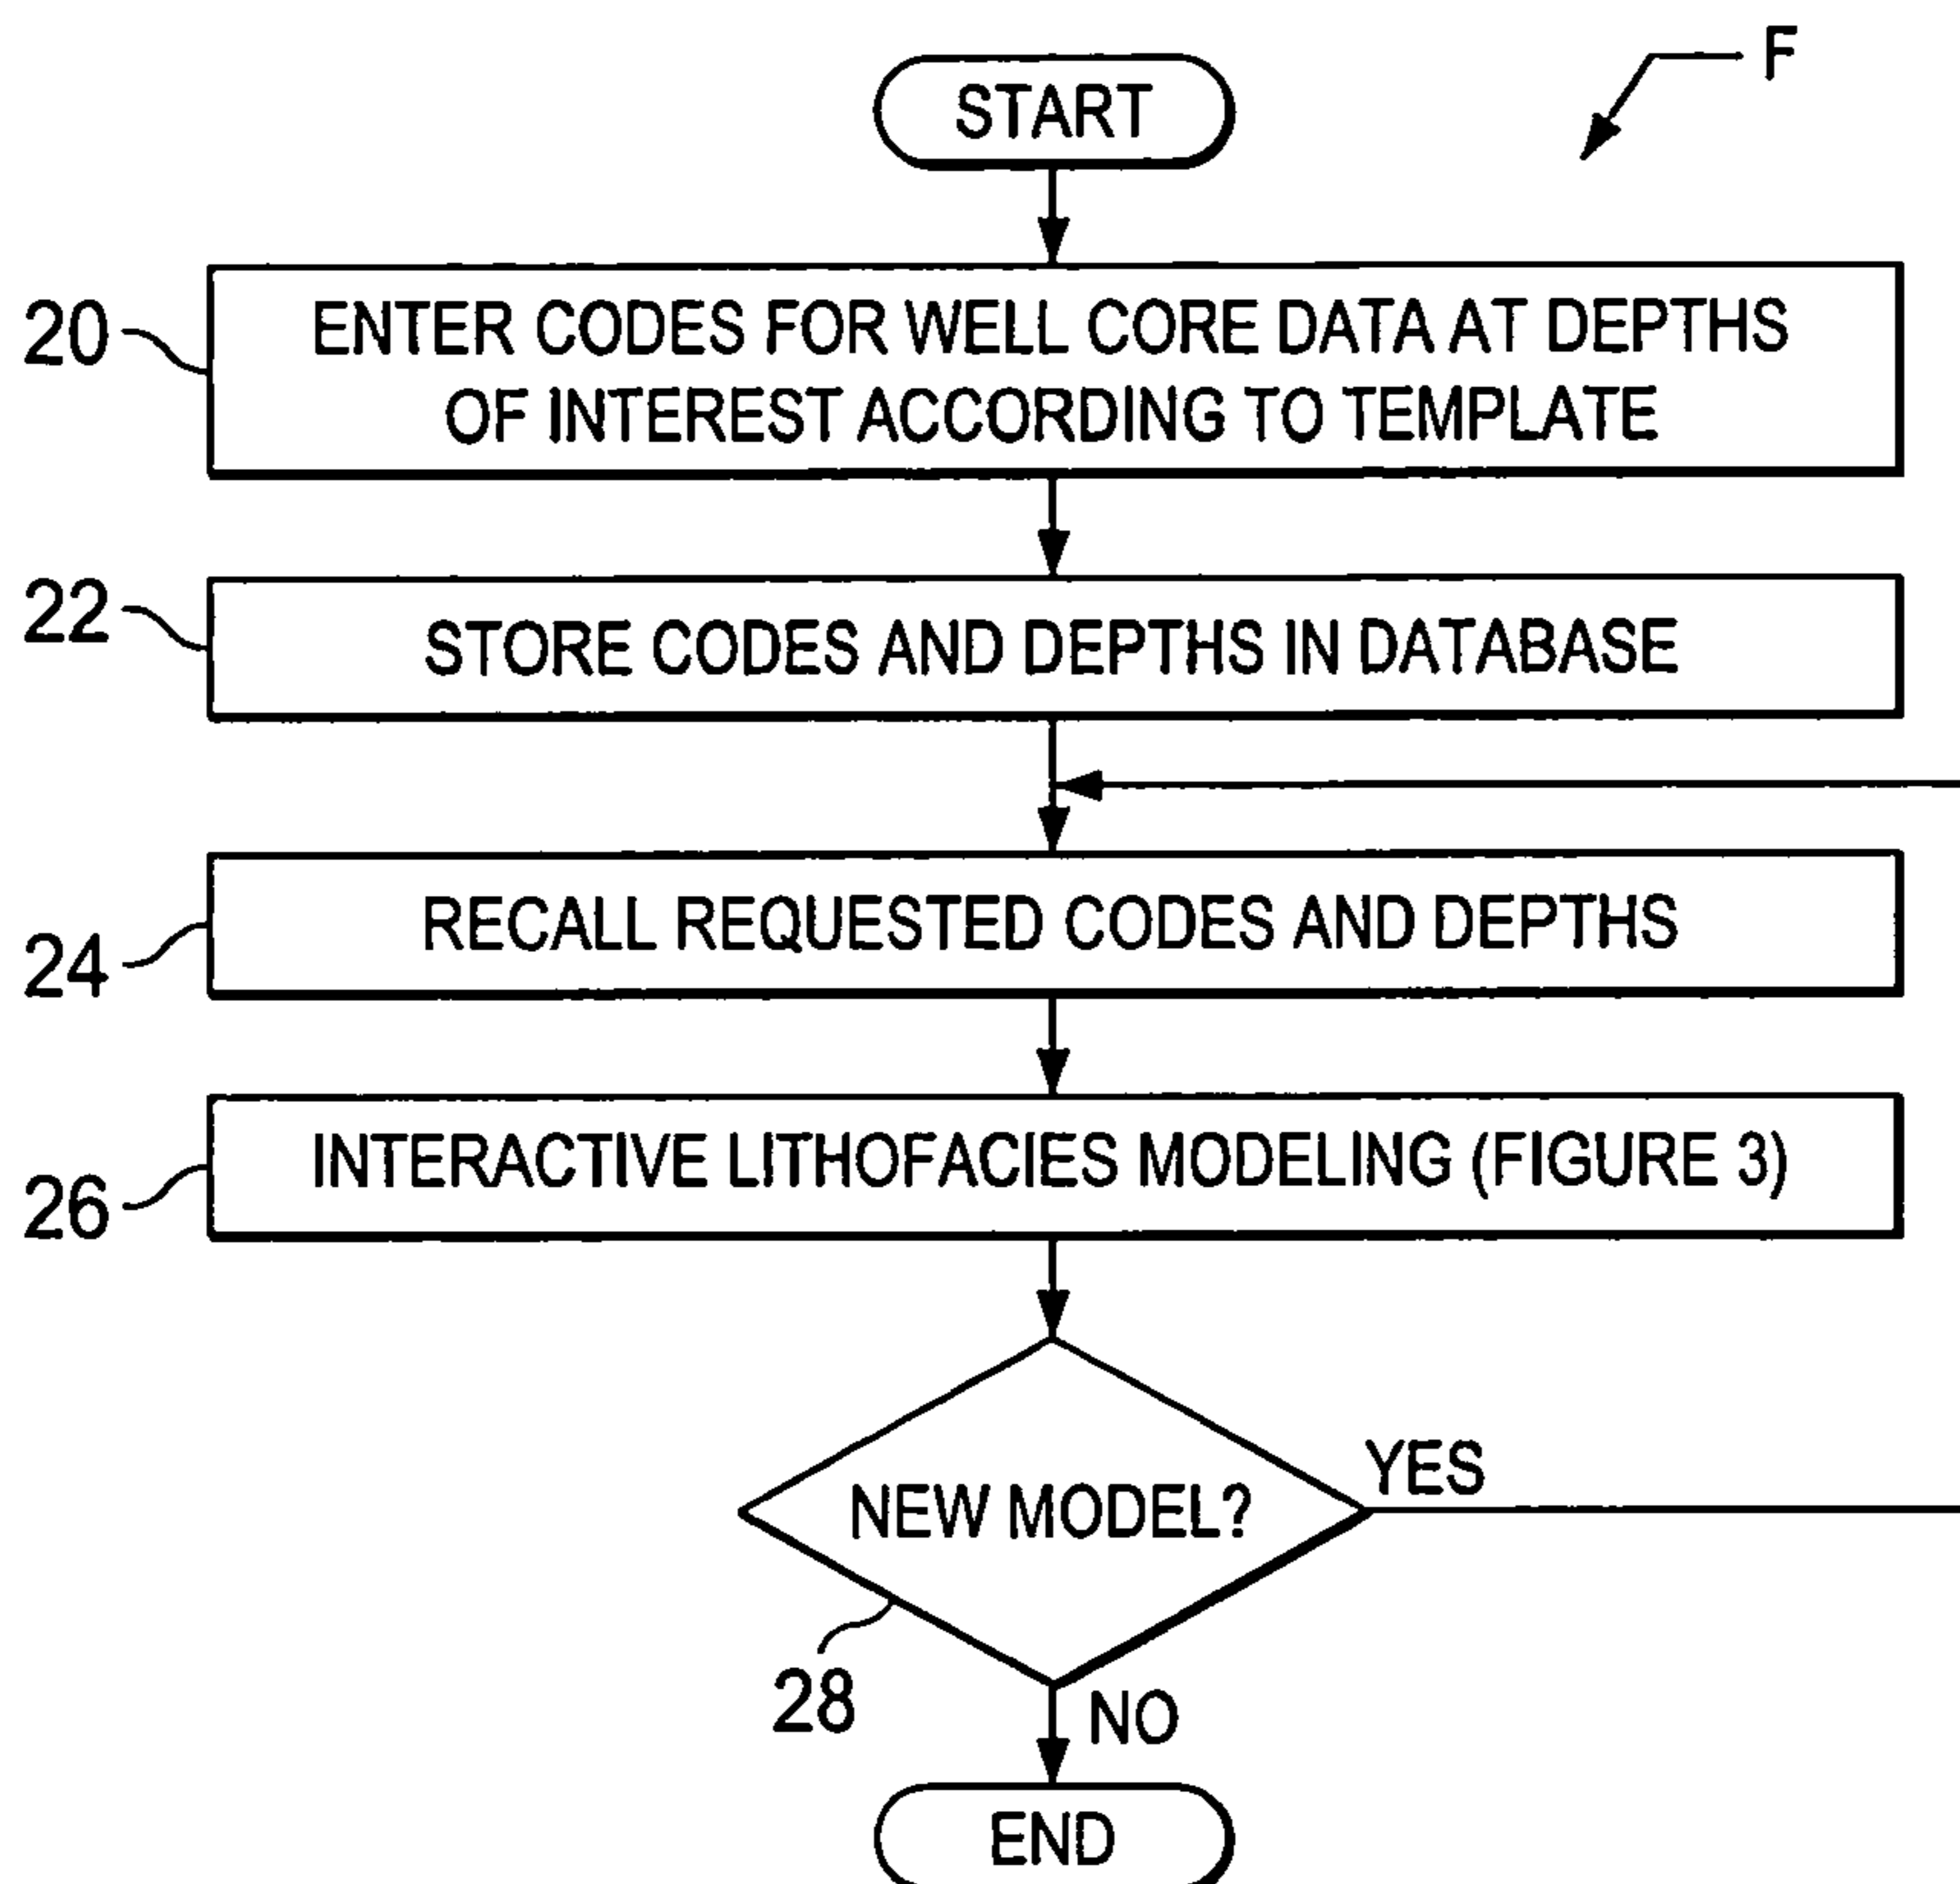 F
START
20
ENTER CODES FOR WELL CORE DATA AT DEPTHS
OF INTEREST ACCORDING TO TEMPLATE
22
STORE CODES AND DEPTHS IN DATABASE
24
RECALL REQUESTED CODES AND DEPTHS
26
INTERACTIVE LITHOFACIES MODELING (FIGURE 3)
YES
NEW MODEL?
28
NO
END